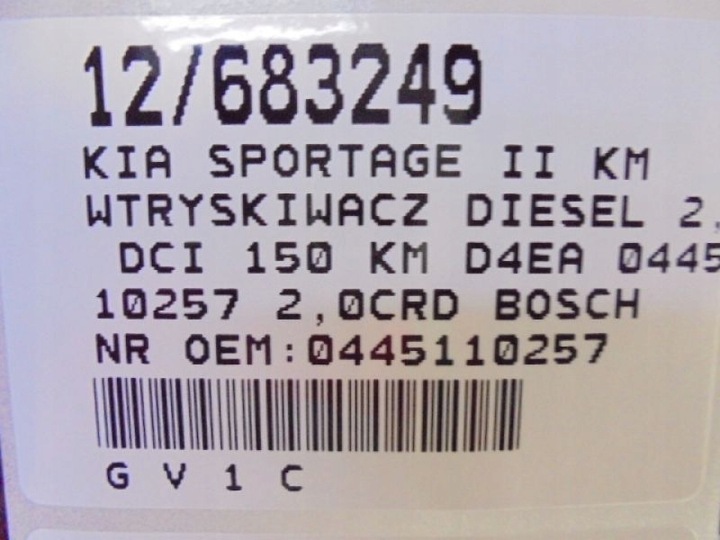 12/683249
KIA SPORTAGE II KM
WTRYSKIWACZ DIESEL 2,
DCI 150 KM D4EA 0445
10257 2,0CRD BOSCH
NR OEM:0445110257
G V 1 C